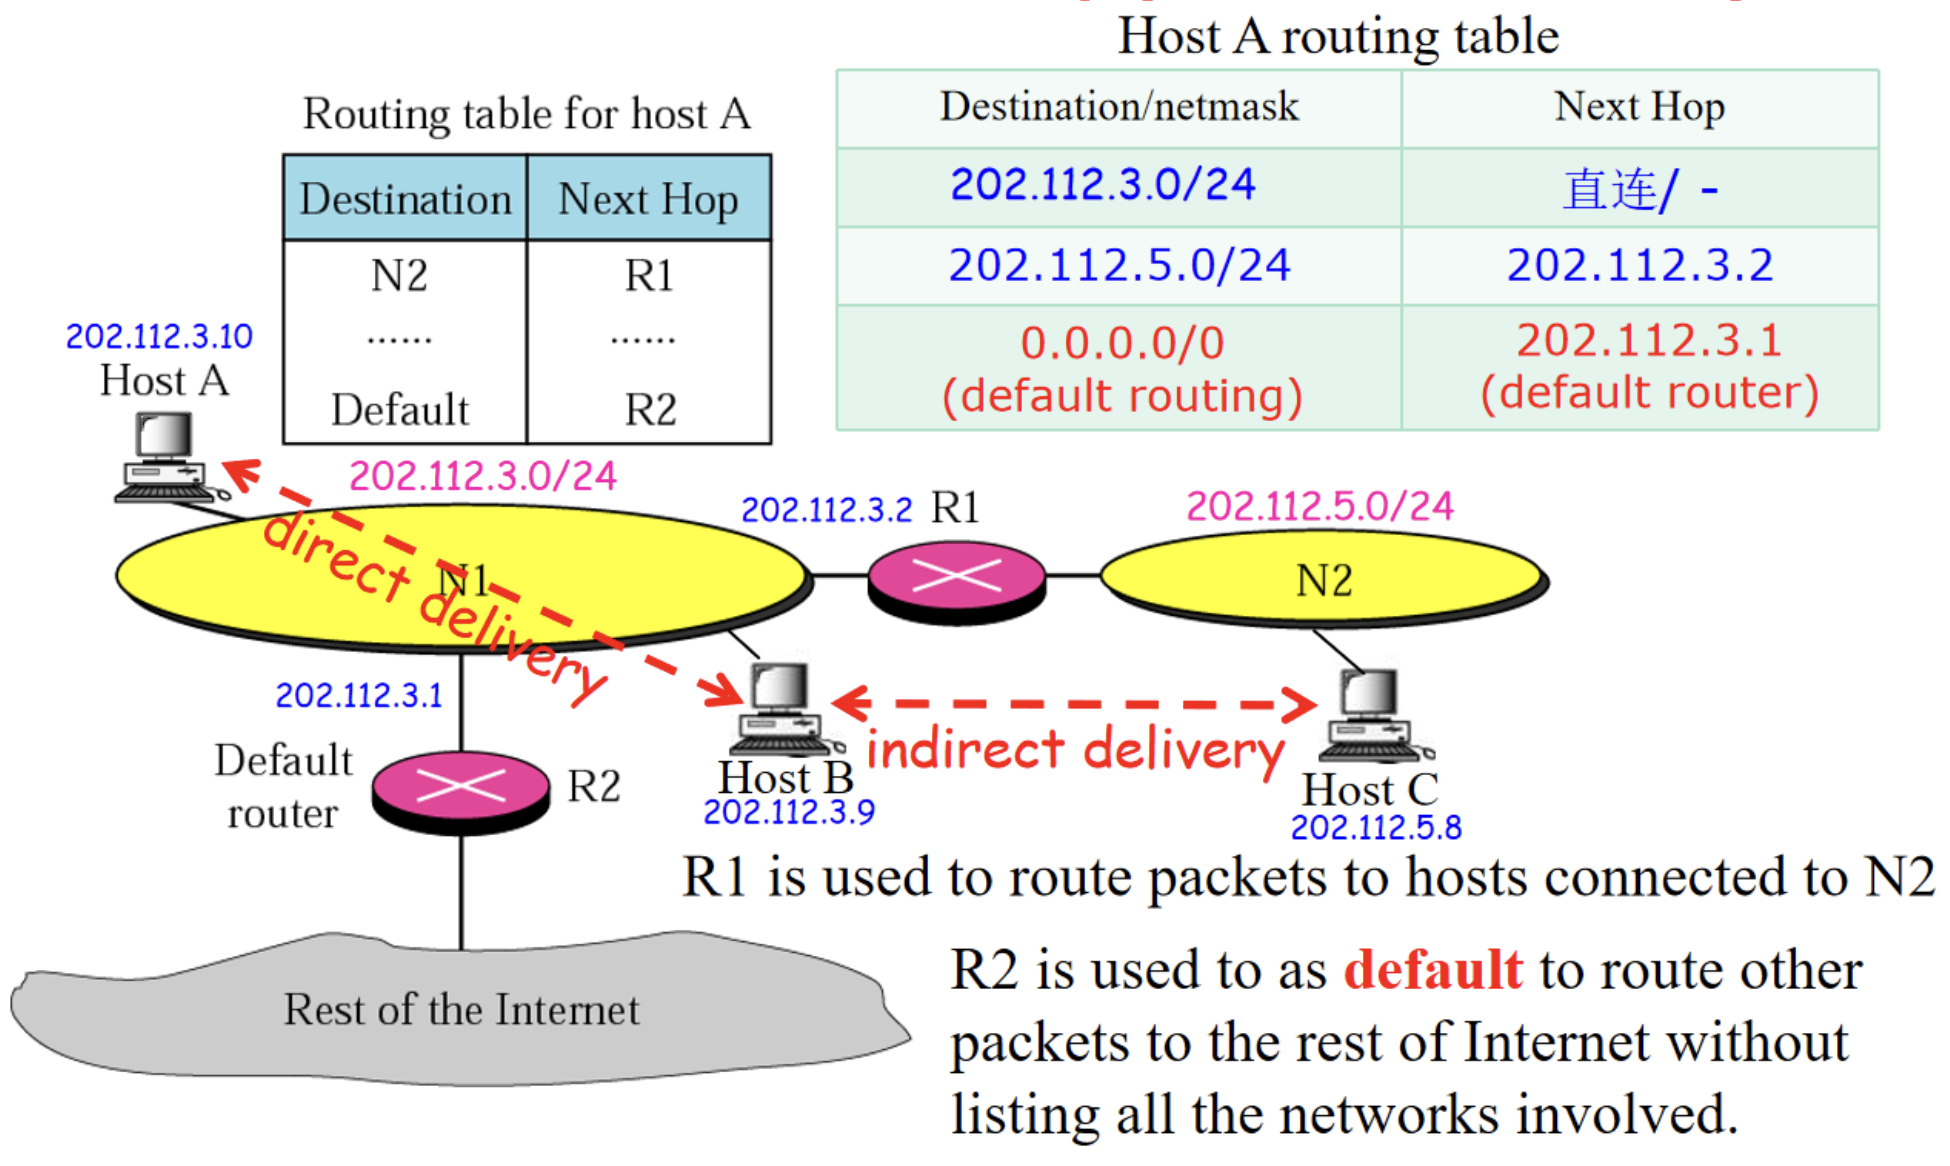 Host A routing table
Destination/netmask Next Hop
202.112.3.0/24 直连/ -
202.112.5.0/24 202.112.3.2
0.0.0.0/0 202.112.3.1
(default routing) (default router)
Routing table for host A
Destination Next Hop
N2 R1
...... ......
Default R2
202.112.3.10
Host A
202.112.3.0/24
202.112.3.2 R1
202.112.5.0/24
N1
direct delivery
N2
202.112.3.1
Default
router
R2
Host B
202.112.3.9
indirect delivery
Host C
202.112.5.8
R1 is used to route packets to hosts connected to N2
Rest of the Internet
R2 is used to as default to route other
packets to the rest of Internet without
listing all the networks involved.